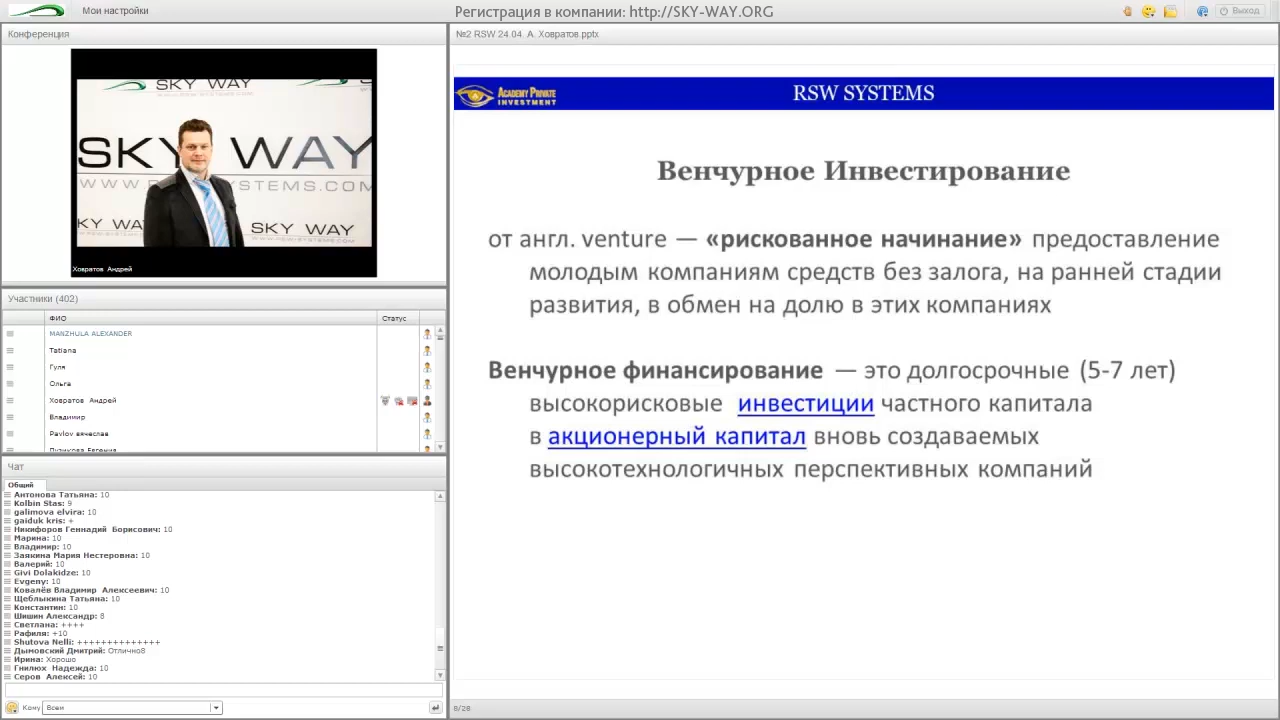 Мои настройки
Регистрация в компании: http://SKY-WAY.ORG
Выход
Конференция
SKY WAY
SKY WAY
SKY WAY
Ховратов Андрей
Участники (402)
ФИО
Статус
MANZHULA ALEXANDER
Tatiana
Гуля
Ольга
Ховратов Андрей
Владимир
Pavlov вячеслав
Пузикова Евгения
Чат
Общий
Антонова Татьяна: 10
Kolbin Stas: 9
galimova elvira: 10
gaiduk kris: +
Никифоров Геннадий Борисович: 10
Марина: 10
Владимир: 10
Заякина Мария Нестеровна: 10
Валерий: 10
Givi Dolakidze: 10
Evgeny: 10
Ковалёв Владимир Алексеевич: 10
Щеблыкина Татьяна: 10
Константин: 10
Шишин Александр: 8
Светлана: ++++
Рафиля: +10
Shutova Nelli: ++++++++++++++
Дымовский Дмитрий: Отлично8
Ирина: Хорошо
Гнилюх Надежда: 10
Серов Алексей: 10
Кому
Всем
№2 RSW 24.04. А. Ховратов.pptx
ACADEMY PRIVATE
INVESTMENT
RSW SYSTEMS
Венчурное Инвестирование
от англ. venture — «рискованное начинание» предоставление
молодым компаниям средств без залога, на ранней стадии
развития, в обмен на долю в этих компаниях
Венчурное финансирование — это долгосрочные (5-7 лет)
высокорисковые инвестиции частного капитала
в акционерный капитал вновь создаваемых
высокотехнологичных перспективных компаний
8/28